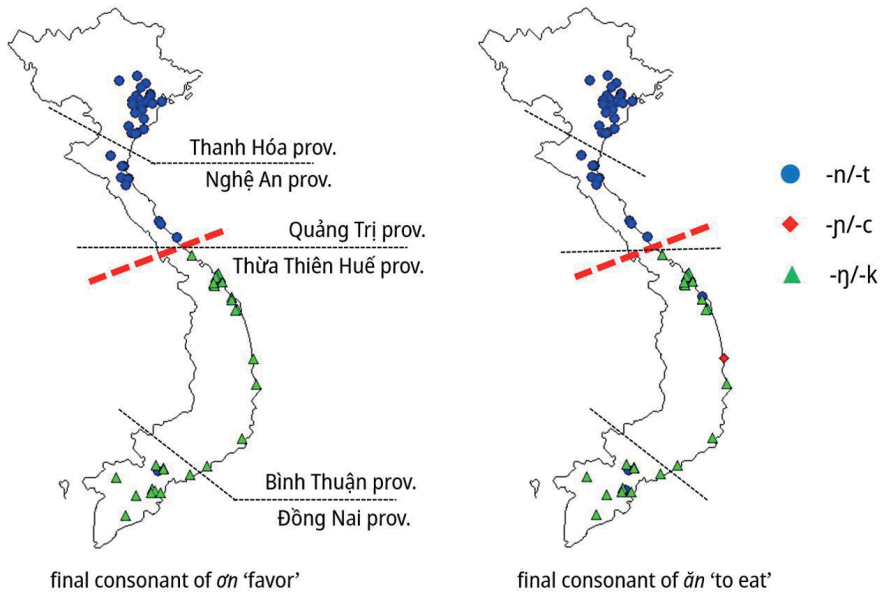 Thanh Hóa prov.
Nghệ An prov.
Quảng Trị prov.
Thừa Thiên Huế prov.
Bình Thuận prov.
Đồng Nai prov.
final consonant of ơn ‘favor’
final consonant of ăn ‘to eat’
-n/-t
-ɲ/-c
-ŋ/-k